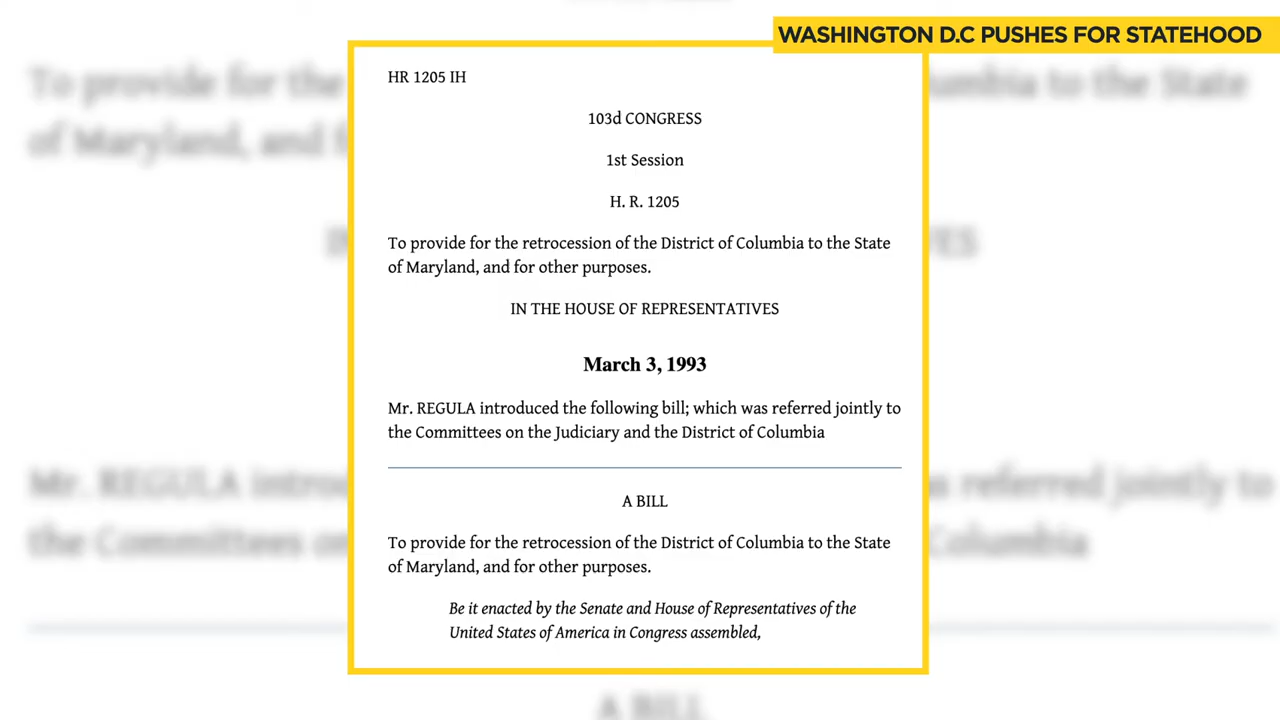 WASHINGTON D.C PUSHES FOR STATEHOOD
HR 1205 IH
103d CONGRESS
1st Session
H. R. 1205
To provide for the retrocession of the District of Columbia to the State
of Maryland, and for other purposes.
IN THE HOUSE OF REPRESENTATIVES
March 3, 1993
Mr. REGULA introduced the following bill; which was referred jointly to
the Committees on the Judiciary and the District of Columbia
A BILL
To provide for the retrocession of the District of Columbia to the State
of Maryland, and for other purposes.
Be it enacted by the Senate and House of Representatives of the
United States of America in Congress assembled,